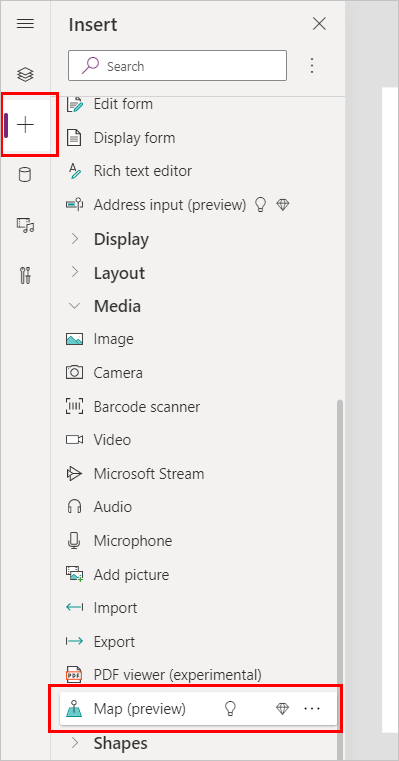 Insert
Search
Edit form
Display form
Rich text editor
Address input (preview)
Display
Layout
Media
Image
Camera
Barcode scanner
Video
Microsoft Stream
Audio
Microphone
Add picture
Import
Export
PDF viewer (experimental)
Map (preview)
Shapes